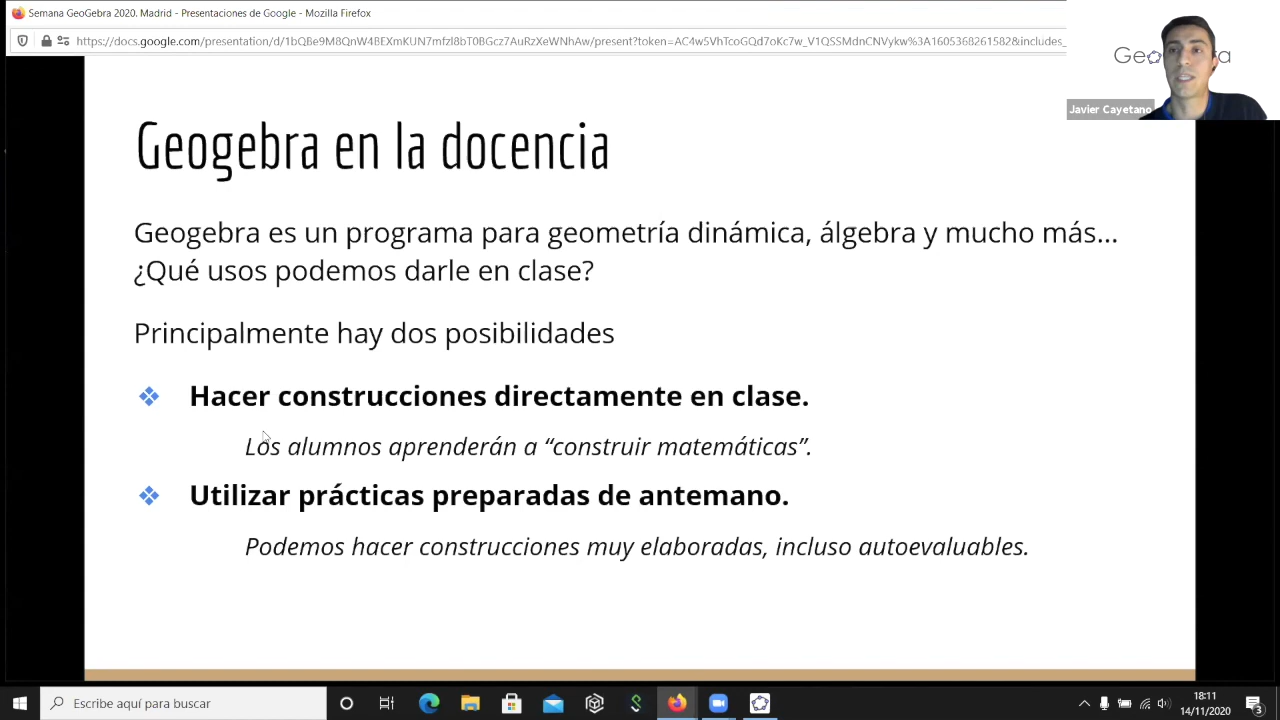 Semana GeoGebra 2020. Madrid - Presentaciones de Google - Mozilla Firefox
Javier Cayetano
Geogebra en la docencia
Geogebra es un programa para geometría dinámica, álgebra y mucho más...
¿Qué usos podemos darle en clase?
Principalmente hay dos posibilidades
Hacer construcciones directamente en clase.
Los alumnos aprenderán a “construir matemáticas”.
Utilizar prácticas preparadas de antemano.
Podemos hacer construcciones muy elaboradas, incluso autoevaluables.
Escribe aquí para buscar
18:11
14/11/2020
3